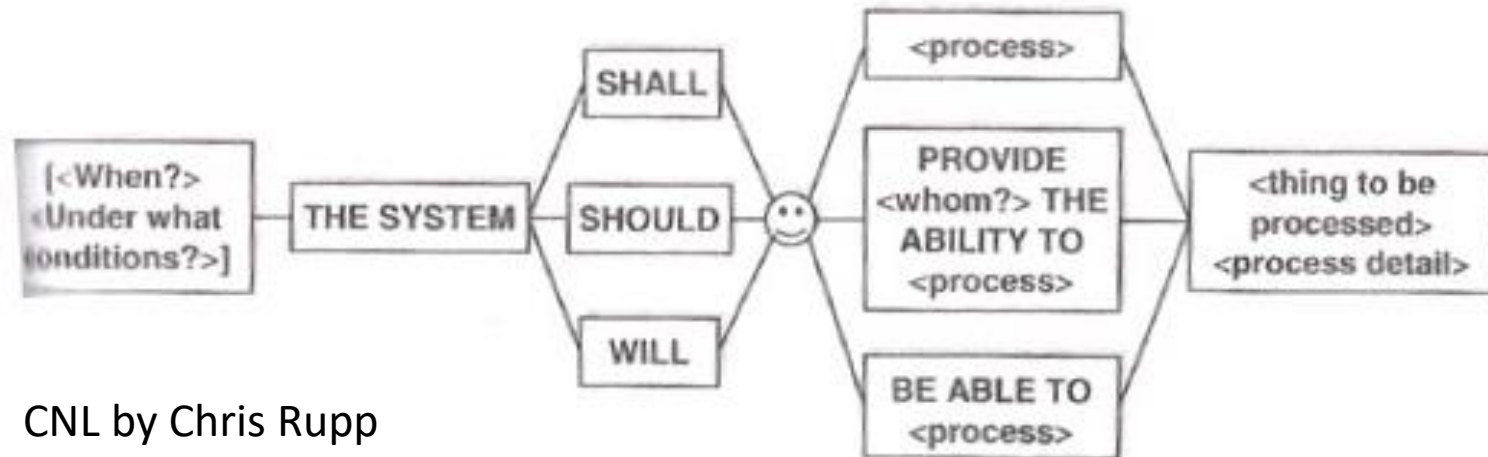 [<When?>
<Under what
conditions?>]
THE SYSTEM
SHALL
SHOULD
WILL
<process>
PROVIDE
<whom?> THE
ABILITY TO
<process>
BE ABLE TO
<process>
<thing to be
processed>
<process detail>
CNL by Chris Rupp